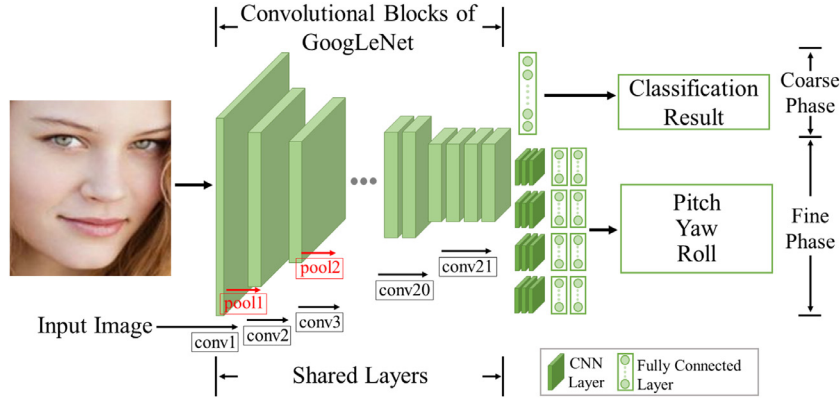 Convolutional Blocks of
GoogLeNet
Classification
Result
Coarse
Phase
Pitch
Yaw
Roll
Fine
Phase
pool2
pool1
conv21
conv20
conv3
conv2
conv1
Input Image
Shared Layers
CNN
Layer
Fully Connected
Layer